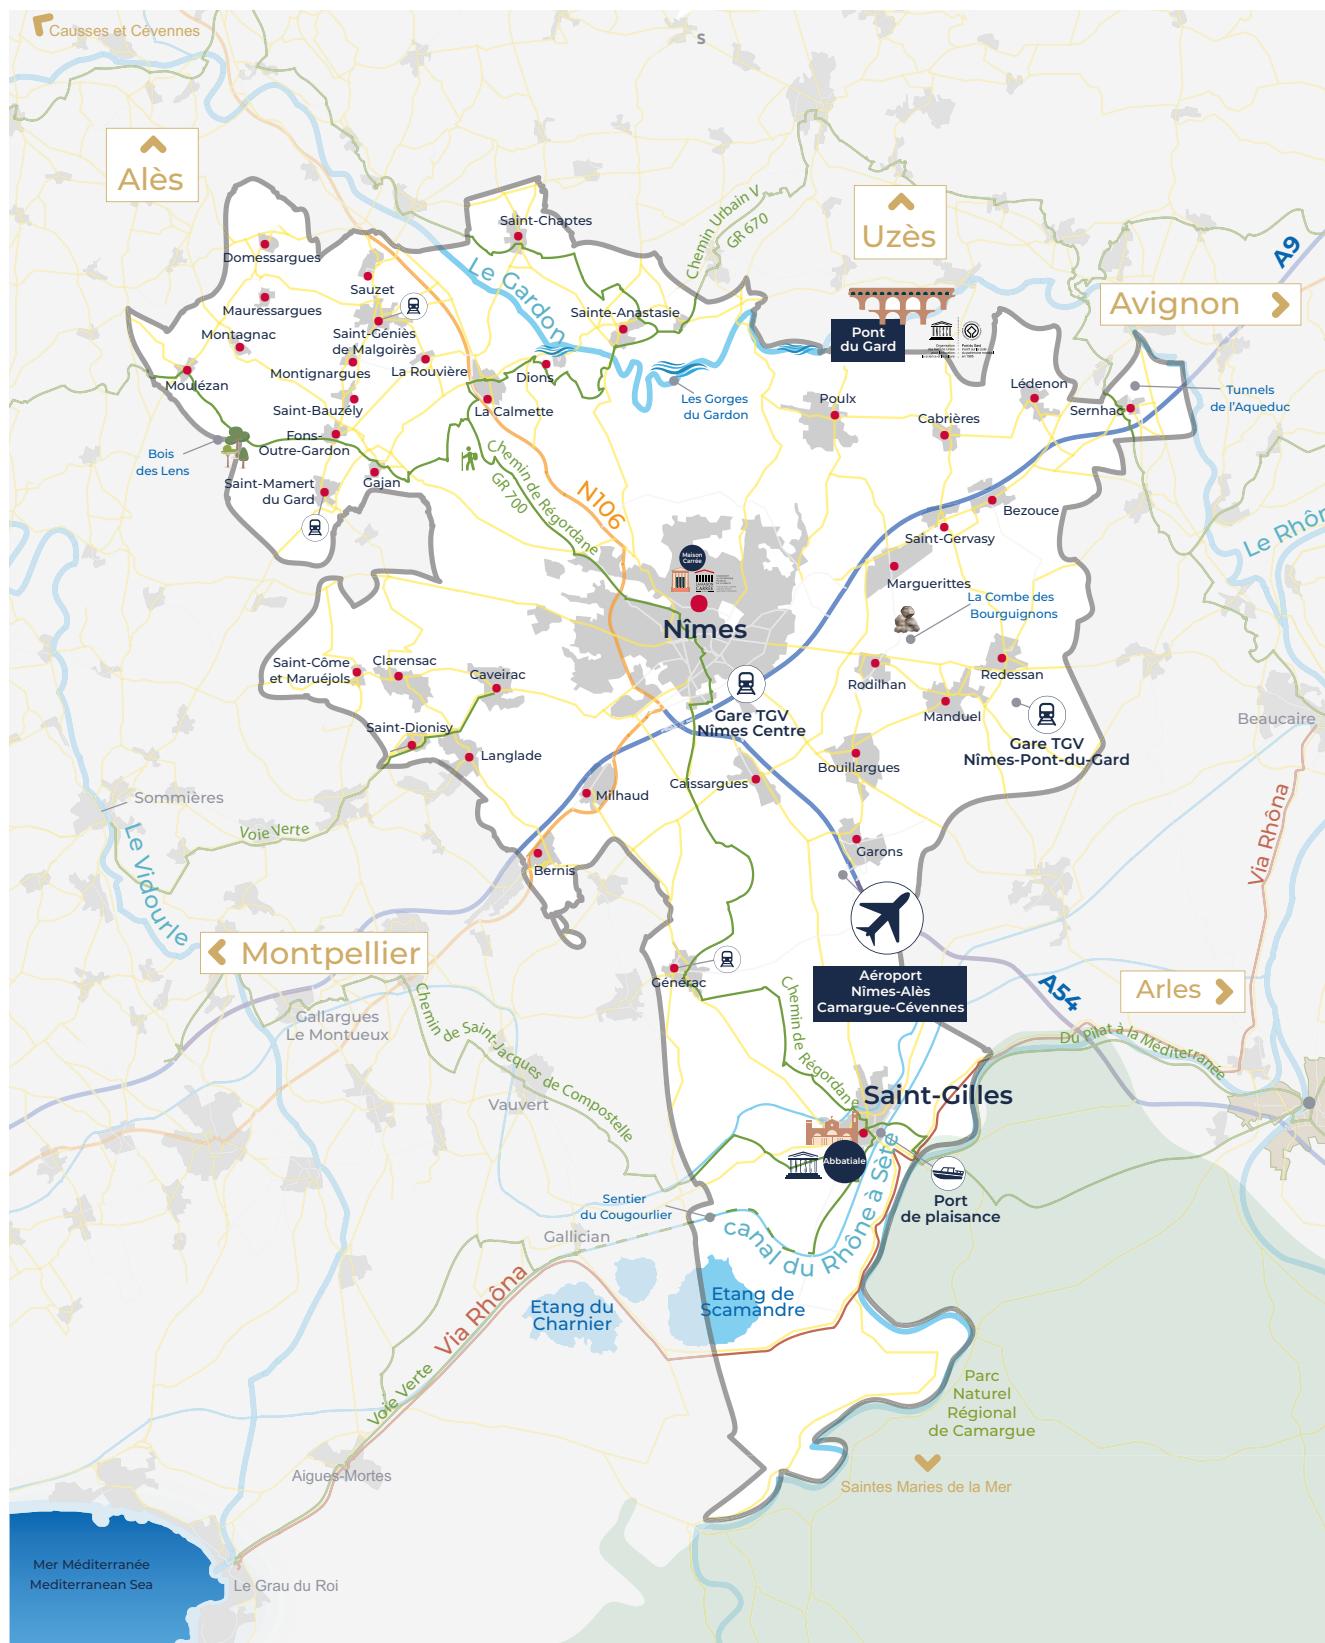 Causses et Cévennes
S
Alès
Uzès
A9
Avignon
Chemin Urbain V
GR 670
Saint-Chaptes
Domessargues
Le Gardon
Sauzet
Mauressargues
Sainte-Anastasie
Montagnac
Saint-Géniès
de Malgoirès
Pont
du Gard
Montignargues
La Rouvière
Dions
Moulézan
Les Gorges
du Gardon
Lédenon
Tunnels
de l'Aqueduc
Sernhac
Poulx
Cabrières
Saint-Bauzély
La Calmette
Fons-
Outre-Gardon
Bois
des Lens
Chemin de Régordane
GR 700
Saint-Mamert
du Gard
Gajan
N106
Bezouce
Saint-Gervasy
Le Rhôn
Maison
Carrée
Marguerittes
La Combe des
Bourguignons
Nîmes
Saint-Côme
et Maruéjols
Clarensac
Caveirac
Rodilhan
Redessan
Manduel
Gare TGV
Nîmes Centre
Beaucaire
Saint-Dionisy
Langlade
Gare TGV
Nîmes-Pont-du-Gard
Bouillargues
Caissargues
Milhaud
Sommières
Voie Verte
Le Vidourle
Via Rhôna
Garons
Bernis
Montpellier
Générac
Aéroport
Nîmes-Alès
Camargue-Cévennes
A54
Arles
Gallargues
Le Montueux
Chemin de Saint-Jacques de Compostelle
Chemin de Régordane
Du Pilat à la Méditerranée
Vauvert
Saint-Gilles
Abbatiale
Port
de plaisance
Sentier
du Cougourlier
Gallician
canal du Rhône à Sète
Via Rhôna
Etang du
Charnier
Etang de
Scamandre
Voie Verte
Parc
Naturel
Régional
de Camargue
Aigues-Mortes
Saintes Maries de la Mer
Mer Méditerranée
Mediterranean Sea
Le Grau du Roi